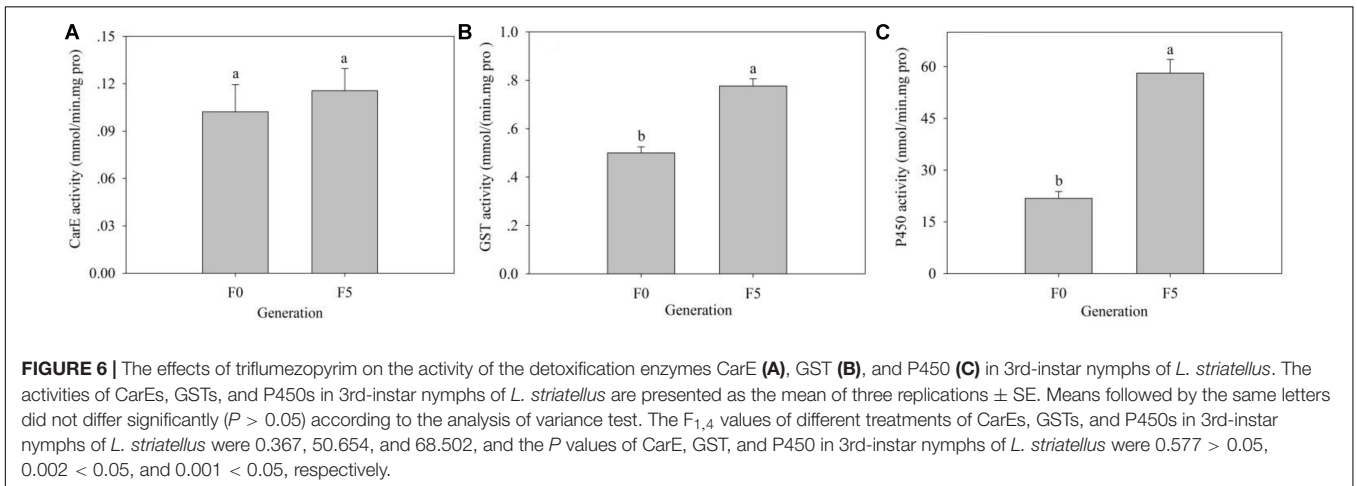 A
CarE activity (mmol/min.mg pro)
.15
.12
.09
.06
.03
0.00
a
a
F0
F5
Generation
B
GST activity (mmol/(min.mg pro )
1.0
.8
.6
.4
.2
0.0
b
a
F0
F5
Generation
C
P450 activity (nmol/min.mg pro)
60
45
30
15
0
b
a
F0
F5
Generation
FIGURE 6 | The effects of triflumezopyrim on the activity of the detoxification enzymes CarE (A), GST (B), and P450 (C) in 3rd-instar nymphs of L. striatellus. The
activities of CarEs, GSTs, and P450s in 3rd-instar nymphs of L. striatellus are presented as the mean of three replications ± SE. Means followed by the same letters
did not differ significantly (P > 0.05) according to the analysis of variance test. The F1,4 values of different treatments of CarEs, GSTs, and P450s in 3rd-instar
nymphs of L. striatellus were 0.367, 50.654, and 68.502, and the P values of CarE, GST, and P450 in 3rd-instar nymphs of L. striatellus were 0.577 > 0.05,
0.002 < 0.05, and 0.001 < 0.05, respectively.